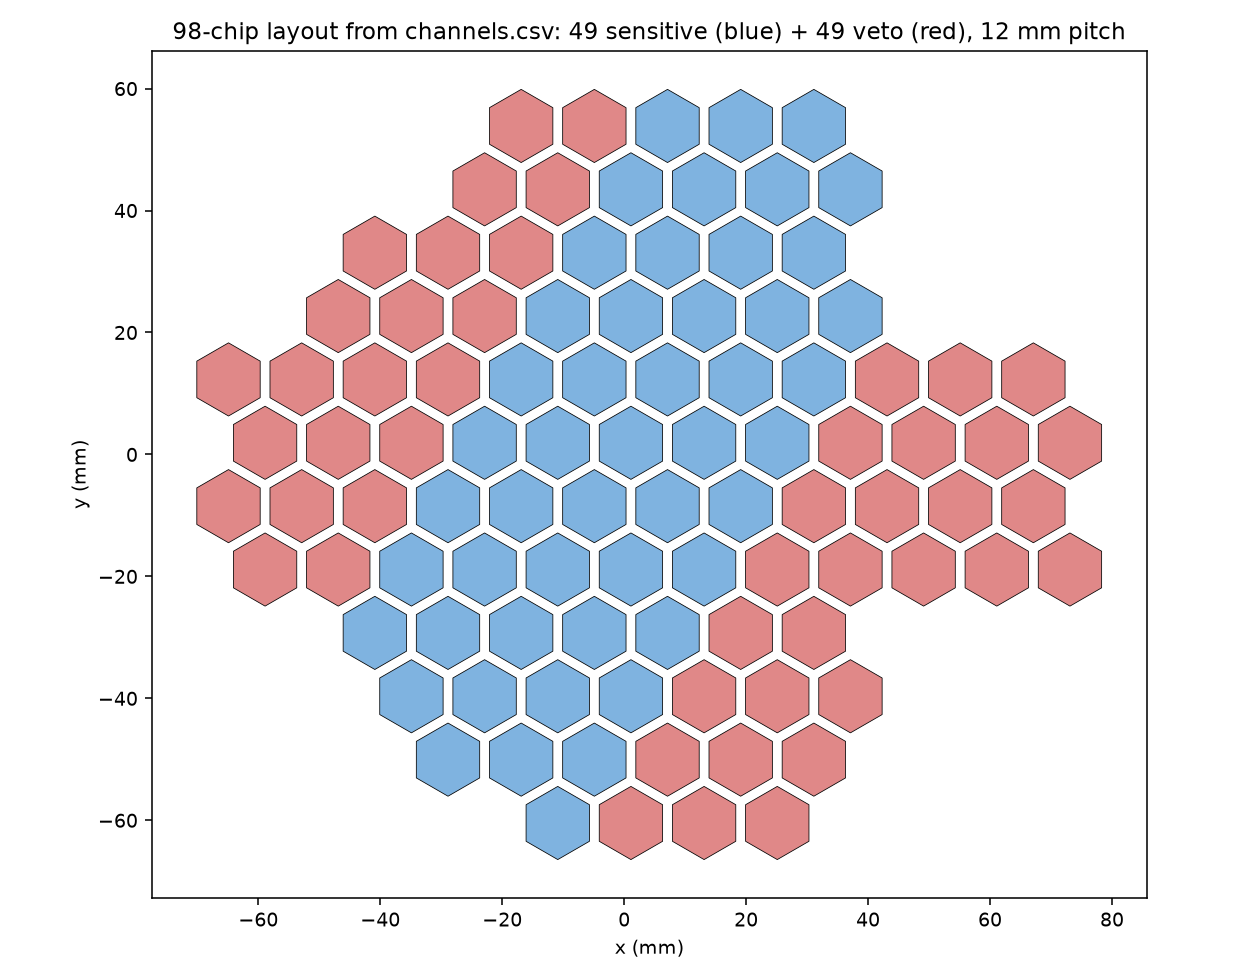 98-chip layout from channels.csv: 49 sensitive (blue) + 49 veto (red), 12 mm pitch
60
40
20
0
−20
−40
−60
y (mm)
−60 −40 −20 0 20 40 60 80
x (mm)